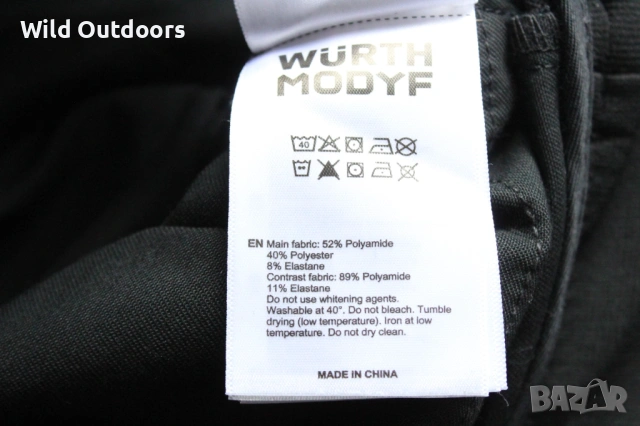 Wild Outdoors
WÜRTH
MODYF
40
EN Main fabric: 52% Polyamide
40% Polyester
8% Elastane
Contrast fabric: 89% Polyamide
11% Elastane
Do not use whitening agents.
Washable at 40°. Do not bleach. Tumble
drying (low temperature). Iron at low
temperature. Do not dry clean.
MADE IN CHINA
BAZAR